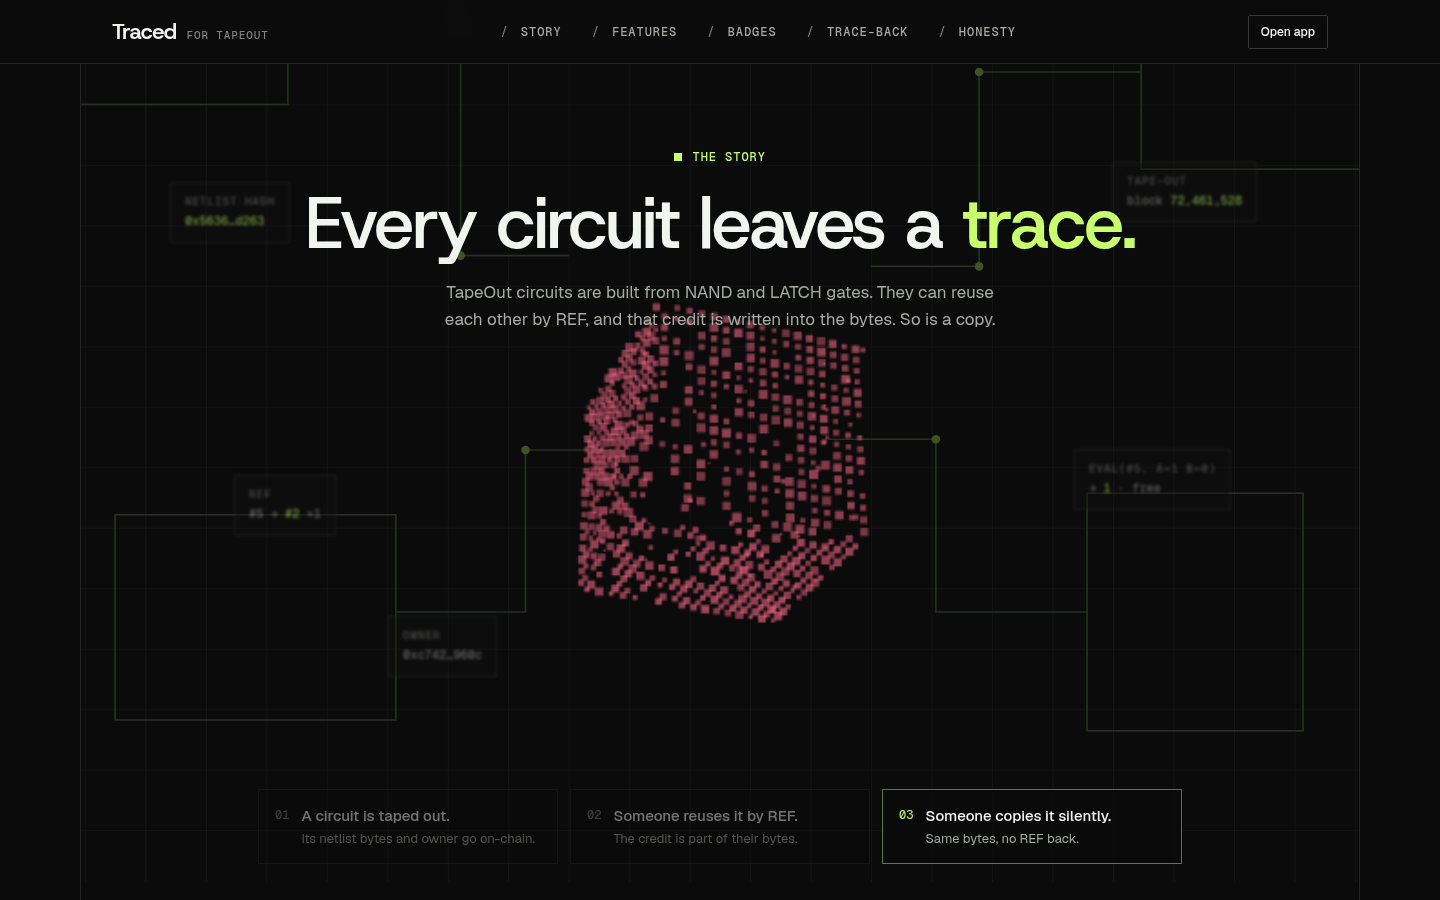 Traced FOR TAPEOUT
/ STORY / FEATURES / BADGES / TRACE-BACK / HONESTY
Open app
THE STORY
NETLIST HASH
0x5636…d263
TAPE-OUT
block 72,461,528
Every circuit leaves a trace.
TapeOut circuits are built from NAND and LATCH gates. They can reuse
each other by REF, and that credit is written into the bytes. So is a copy.
REF
#5 → #2 ×1
EVAL(#5, A=1 B=0)
→ 1 · free
OWNER
0xc742…960c
01 A circuit is taped out.
Its netlist bytes and owner go on-chain.
02 Someone reuses it by REF.
The credit is part of their bytes.
03 Someone copies it silently.
Same bytes, no REF back.